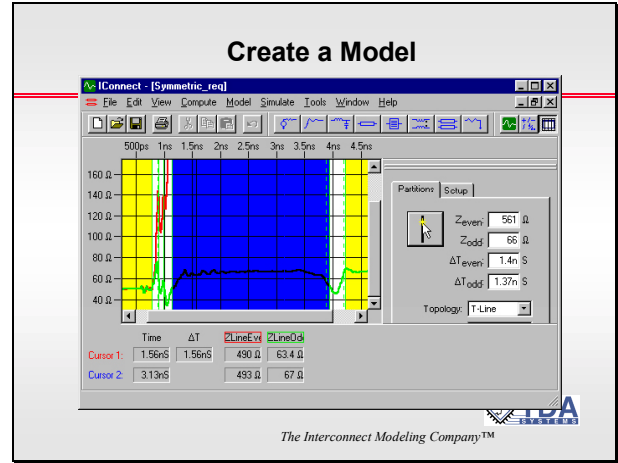 Create a Model
IConnect - [Symmetric_req]
File Edit View Compute Model Simulate Tools Window Help
500ps 1ns 1.5ns 2ns 2.5ns 3ns 3.5ns 4ns 4.5ns
160 Ω
140 Ω
120 Ω
100 Ω
80 Ω
60 Ω
40 Ω
Partitions Setup
Zeven: 561 Ω
Zodd: 66 Ω
ΔTeven: 1.4n S
ΔTodd: 1.37n S
Topology: T-Line
Time ΔT ZLineEve ZLineOd
Cursor 1: 1.56nS 1.56nS 490 Ω 63.4 Ω
Cursor 2: 3.13nS 493 Ω 67 Ω
TDA
SYSTEMS
The Interconnect Modeling Company™